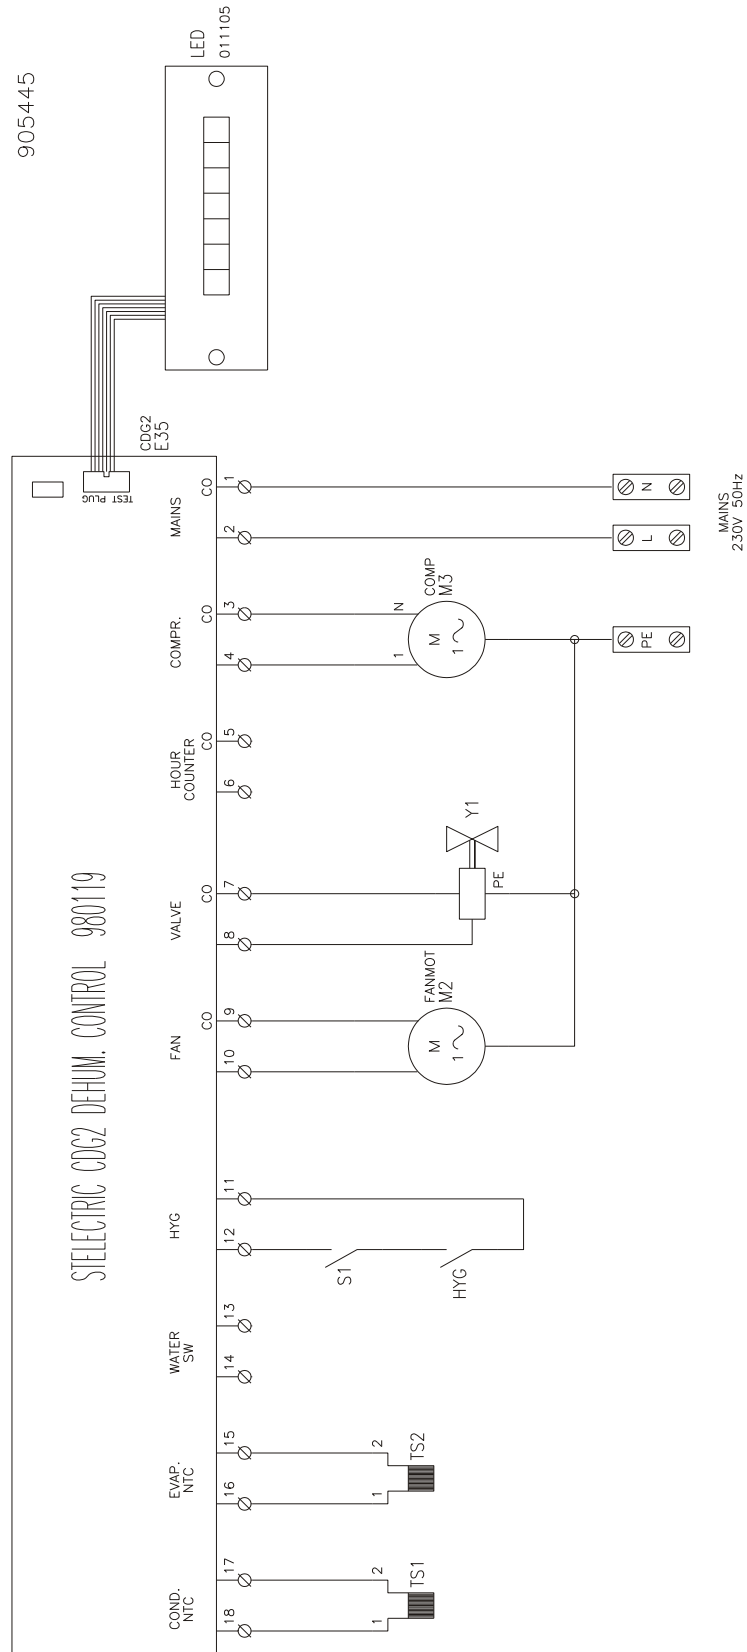 905445
LED
011105
CDG2
E35
TEST PLUG
STELECTRIC CDG2 DEHUM. CONTROL 980119
COND.
NTC
EVAP.
NTC
WATER
SW
HYG
FAN
VALVE
HOUR
COUNTER
COMPR.
MAINS
CO
CO
CO
CO
CO
18
17
16
15
14
13
12
11
10
9
8
7
6
5
4
3
2
1
1
2
TS1
1
2
TS2
S1
HYG
M
1
FANMOT
M2
PE
Y1
1
N
M
1
COMP
M3
PE
L
N
MAINS
230V 50Hz